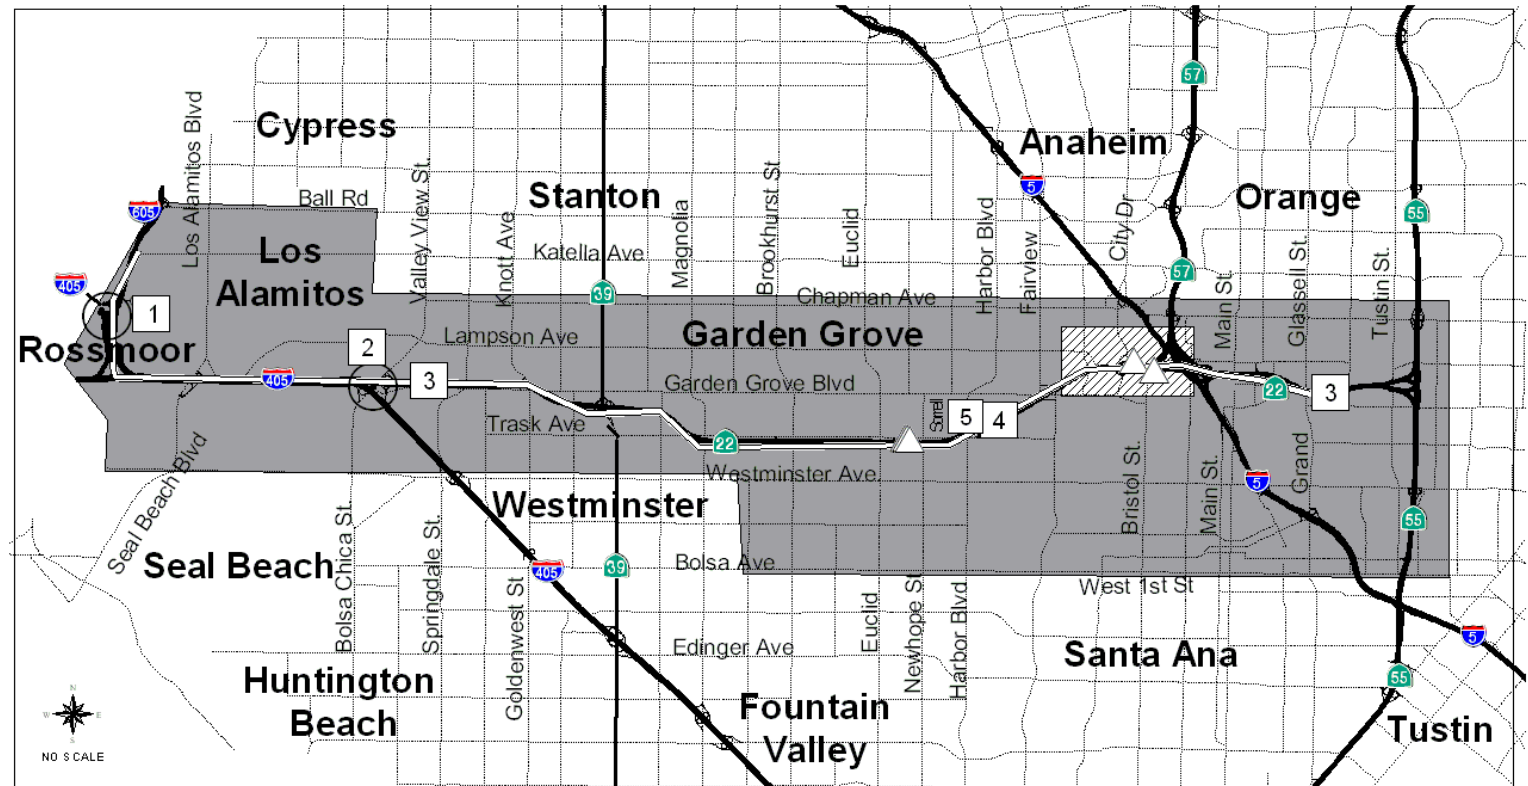 57
Los Alamitos Blvd
Cypress
Anaheim
5
Ball Rd
Stanton
Orange
605
Valley View St.
Knott Ave
Magnolia
Brookhurst St
Euclid
Harbor Blvd
Fairview
City Dr
55
Los
Alamitos
Katella Ave
57
Main St.
Glassell St.
Tustin St.
405
39
Chapman Ave
1
Rossmoor
2
Lampson Ave
Garden Grove
405
3
Garden Grove Blvd
22
3
Trask Ave
Sorrell
5
4
22
Westminster Ave
Seal Beach Blvd
Bristol St.
Main St.
Grand
5
Westminster
55
Bolsa Chica St.
Springdale St.
Seal Beach
405
39
Bolsa Ave
Goldenwest St
West 1st St
Euclid
Newhope St
Harbor Blvd
Edinger Ave
5
Santa Ana
Huntington
Beach
55
Fountain
Valley
Tustin
N
W
E
NO SCALE